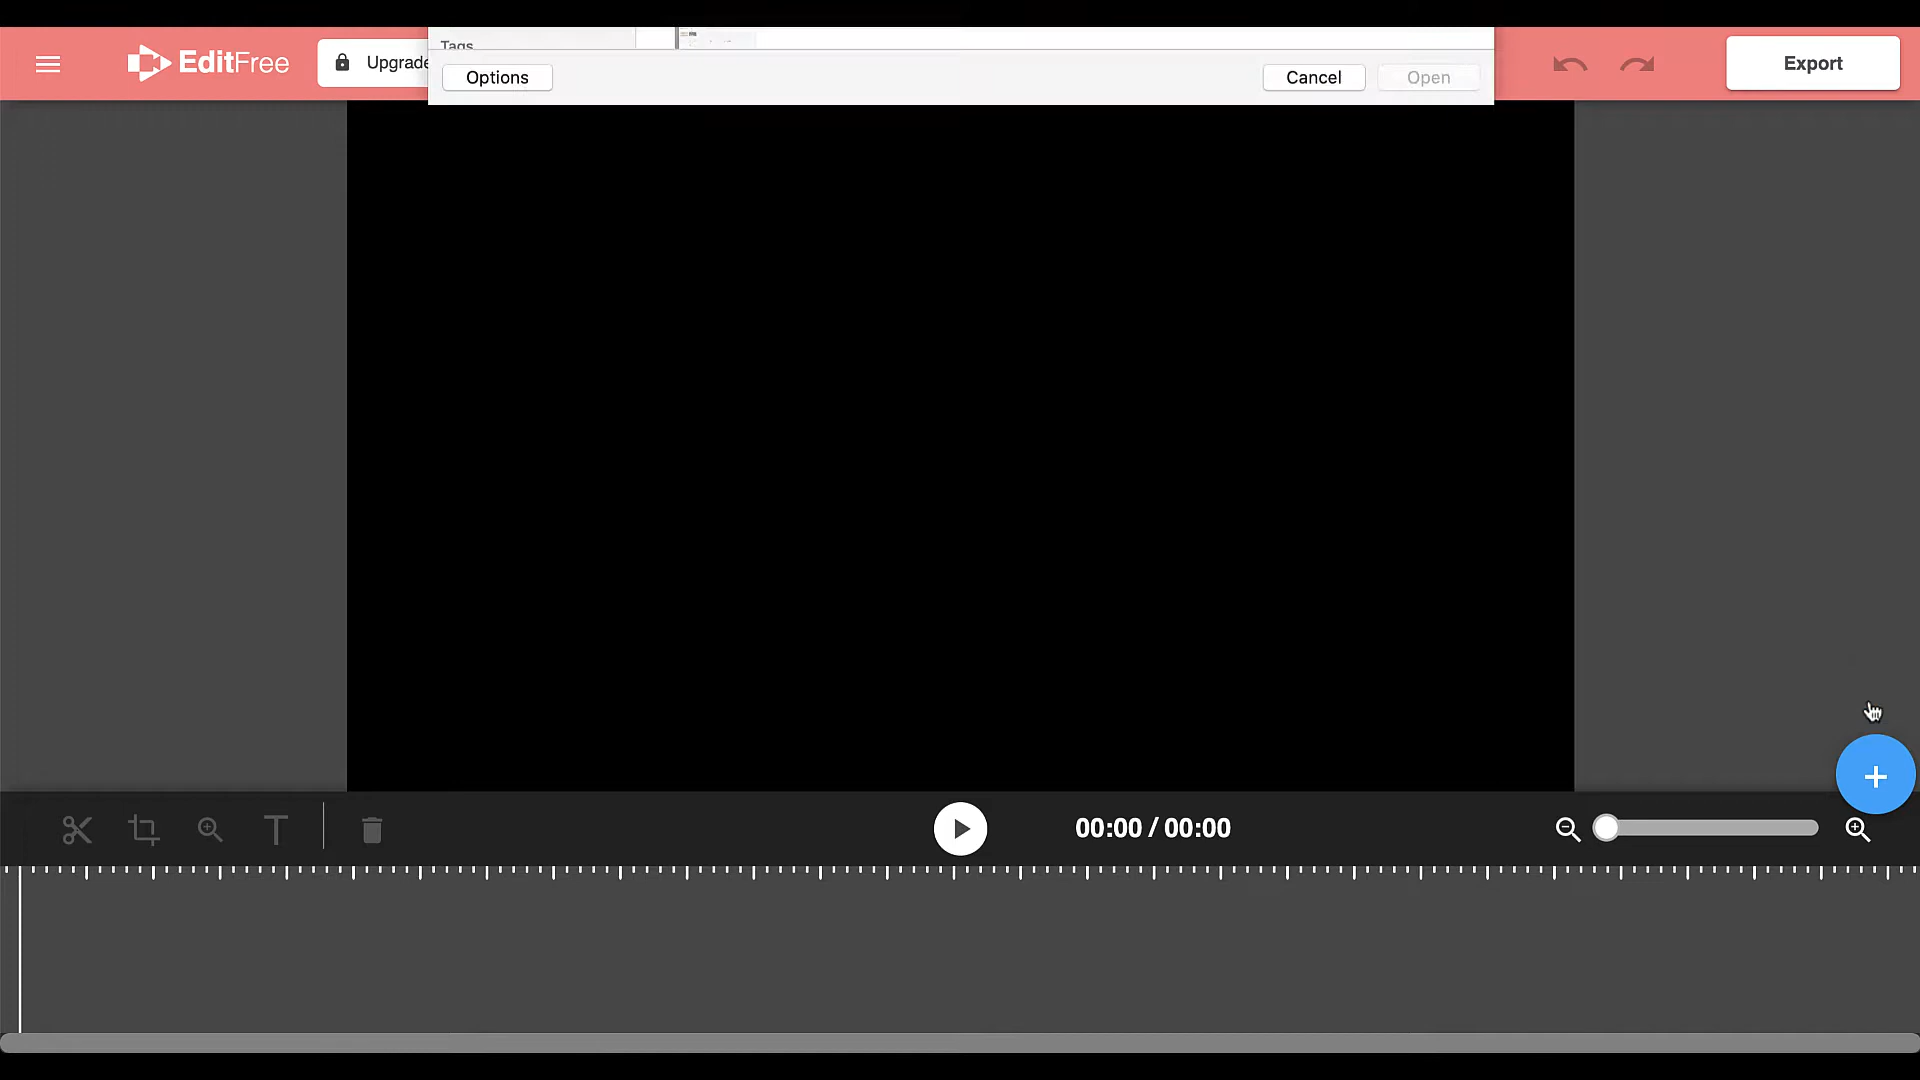 EditFree
Upgrade
Tags
Options
Cancel
Open
Export
00:00 / 00:00